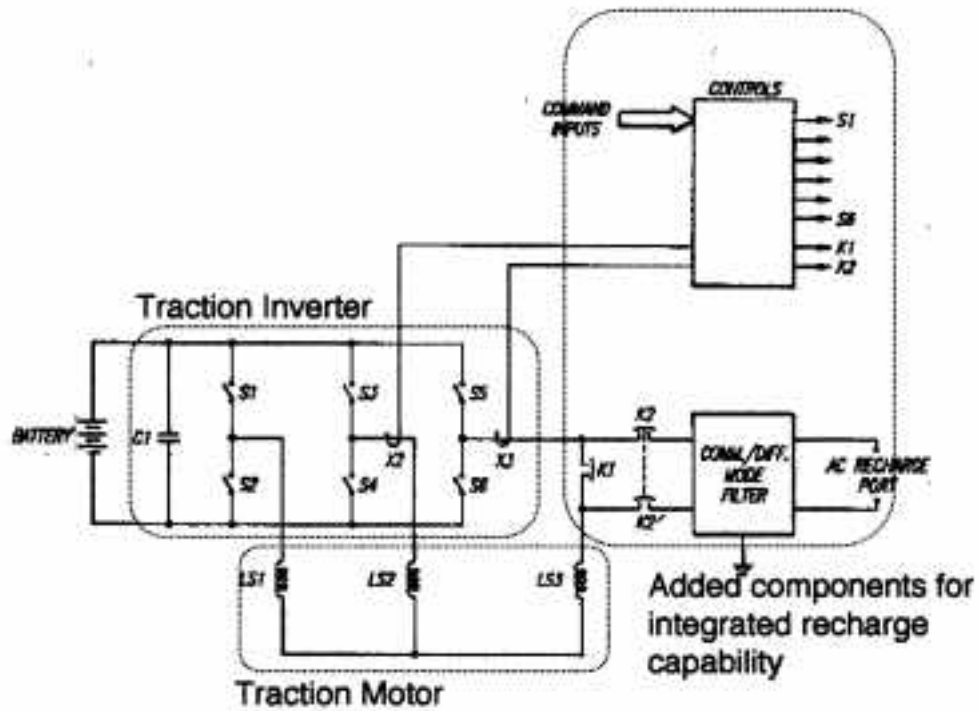 CONTROLS
COMMAND
INPUTS
S1
S6
K1
K2
Traction Inverter
S1
S3
S5
BATTERY
C1
X2
X3
K2
K1
COMM./DIFF.
MODE
FILTER
AC RECHARGE
PORT
S2
S4
S6
K2'
LS1
LS2
LS3
Added components for
integrated recharge
capability
Traction Motor